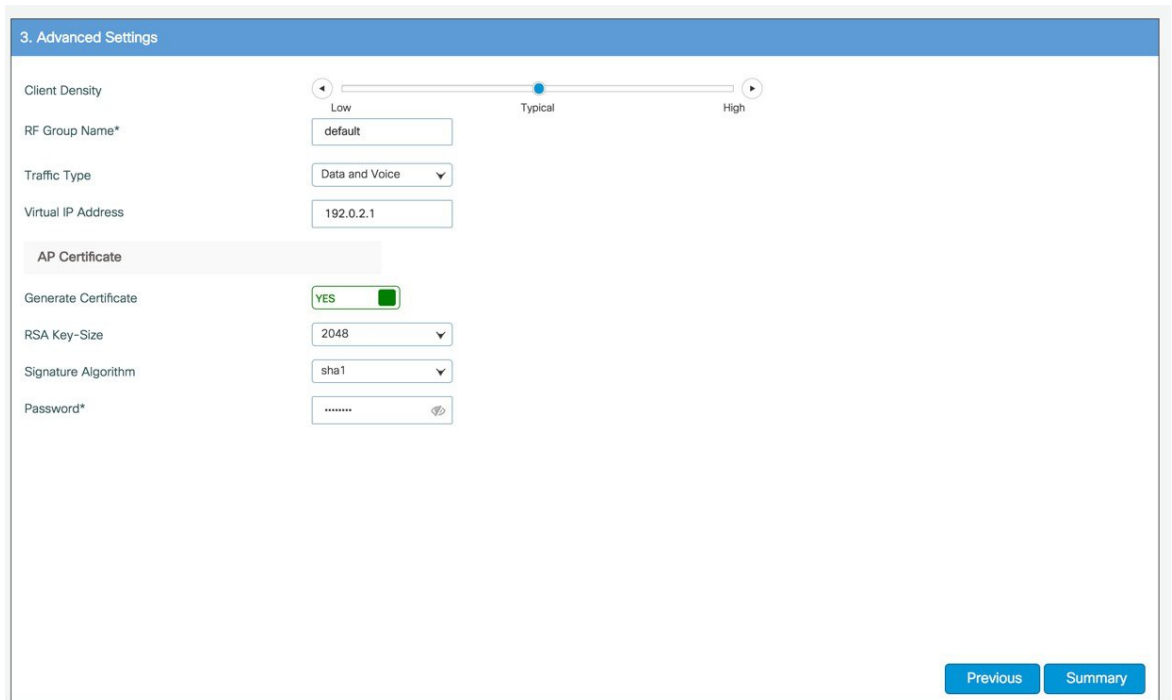 3. Advanced Settings
Client Density
Low Typical High
RF Group Name* default
Traffic Type Data and Voice
Virtual IP Address 192.0.2.1
AP Certificate
Generate Certificate YES
RSA Key-Size 2048
Signature Algorithm sha1
Password* ••••••••
Previous Summary